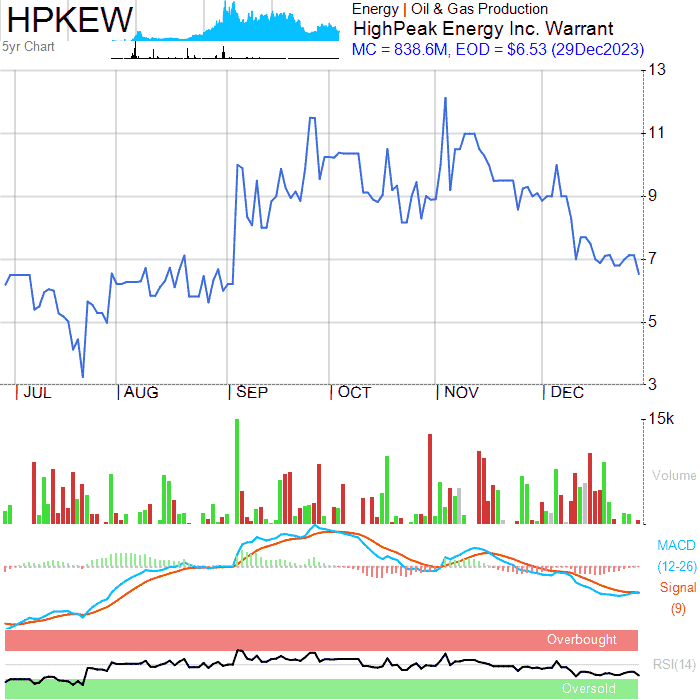 HPKEW
5yr Chart
Energy | Oil & Gas Production
HighPeak Energy Inc. Warrant
MC = 838.6M, EOD = $6.53 (29Dec2023)
13
11
9
7
5
3
JUL AUG SEP OCT NOV DEC
15k
Volume
MACD
(12-26)
Signal
(9)
Overbought
RSI(14)
Oversold